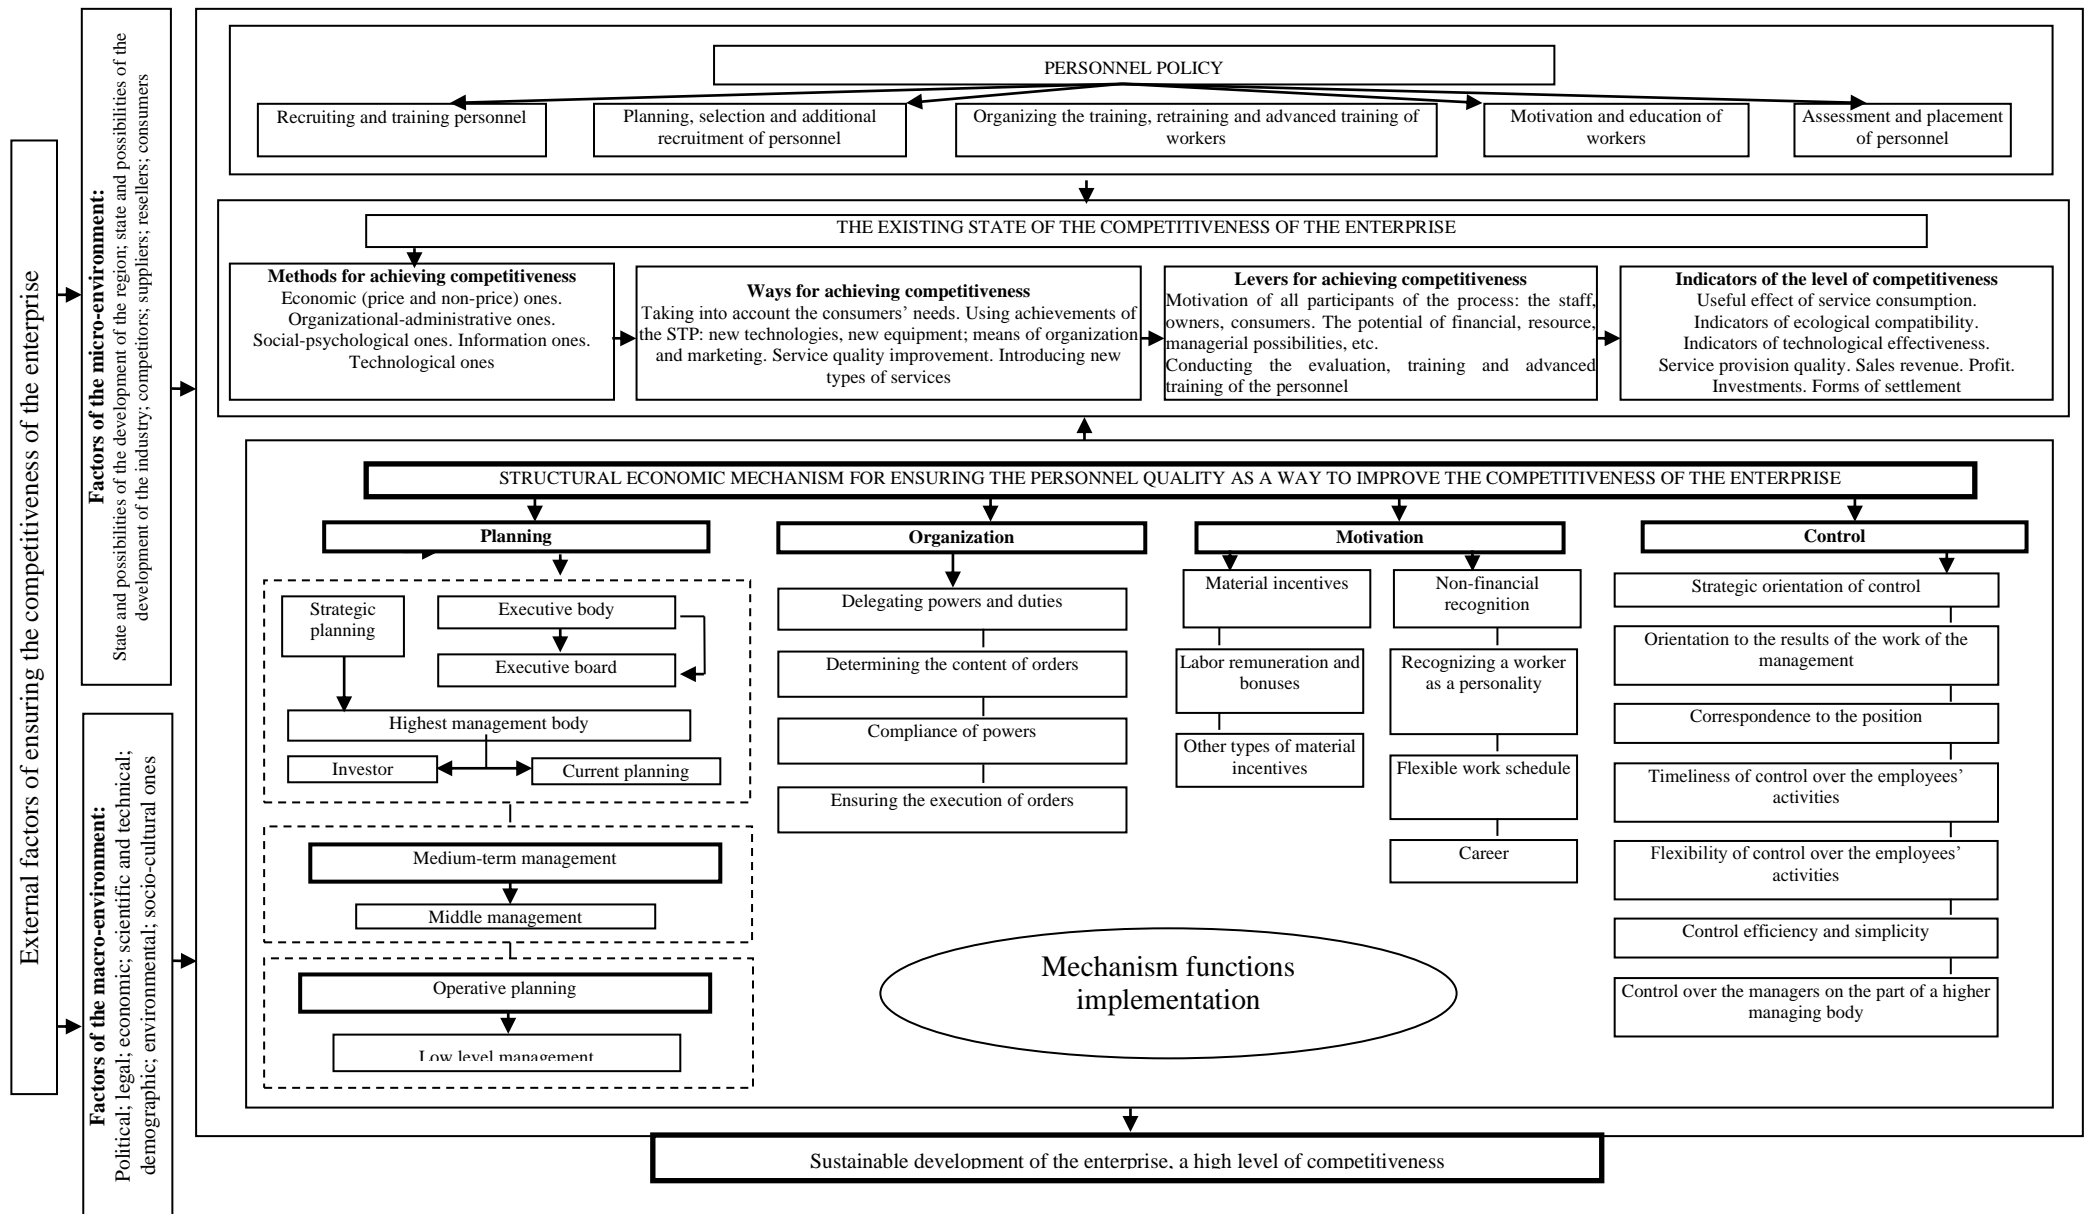 External factors of ensuring the competitiveness of the enterprise
Factors of the micro-environment:
State and possibilities of the development of the region; state and possibilities of the
development of the industry; competitors; suppliers; resellers; consumers
Factors of the macro-environment:
Political; legal; economic; scientific and technical;
demographic; environmental; socio-cultural ones
PERSONNEL POLICY
Recruiting and training personnel
Planning, selection and additional
recruitment of personnel
Organizing the training, retraining and advanced training of
workers
Motivation and education of
workers
Assessment and placement
of personnel
THE EXISTING STATE OF THE COMPETITIVENESS OF THE ENTERPRISE
Methods for achieving competitiveness
Economic (price and non-price) ones.
Organizational-administrative ones.
Social-psychological ones. Information ones.
Technological ones
Ways for achieving competitiveness
Taking into account the consumers’ needs. Using achievements of
the STP: new technologies, new equipment; means of organization
and marketing. Service quality improvement. Introducing new
types of services
Levers for achieving competitiveness
Motivation of all participants of the process: the staff,
owners, consumers. The potential of financial, resource,
managerial possibilities, etc.
Conducting the evaluation, training and advanced
training of the personnel
Indicators of the level of competitiveness
Useful effect of service consumption.
Indicators of ecological compatibility.
Indicators of technological effectiveness.
Service provision quality. Sales revenue. Profit.
Investments. Forms of settlement
STRUCTURAL ECONOMIC MECHANISM FOR ENSURING THE PERSONNEL QUALITY AS A WAY TO IMPROVE THE COMPETITIVENESS OF THE ENTERPRISE
Planning
Strategic
planning
Executive body
Executive board
Highest management body
Investor
Current planning
Medium-term management
Middle management
Operative planning
Low level management
Organization
Delegating powers and duties
Determining the content of orders
Compliance of powers
Ensuring the execution of orders
Motivation
Material incentives
Labor remuneration and
bonuses
Other types of material
incentives
Non-financial
recognition
Recognizing a worker
as a personality
Flexible work schedule
Career
Control
Strategic orientation of control
Orientation to the results of the work of the
management
Correspondence to the position
Timeliness of control over the employees’
activities
Flexibility of control over the employees’
activities
Control efficiency and simplicity
Control over the managers on the part of a higher
managing body
Mechanism functions
implementation
Sustainable development of the enterprise, a high level of competitiveness